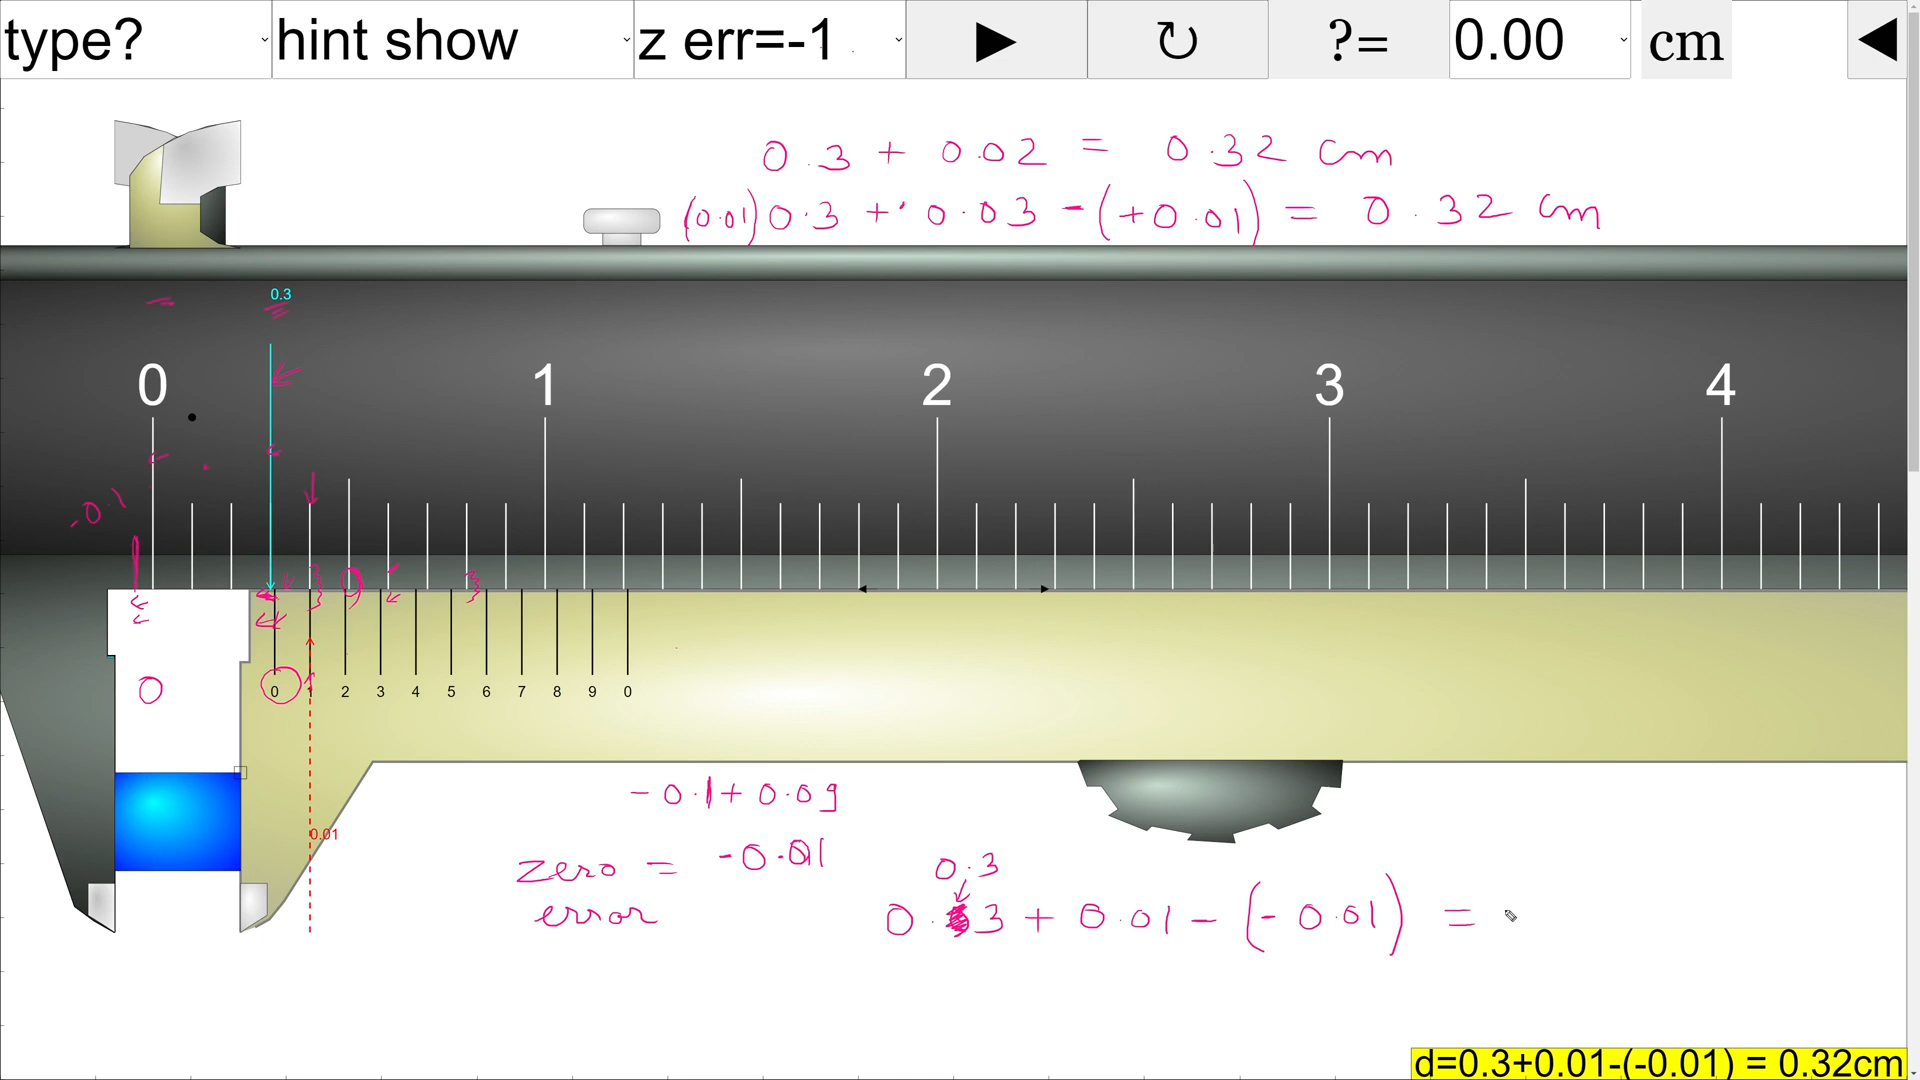 type? hint show z err=-1 ▶ ↻ ?= 0.00 cm ◀
0.3 + 0.02 = 0.32 cm
(0.01) 0.3 + 0.03 - (+0.01) = 0.32 cm
0.3
0 1 2 3 4
-0.1
0 0 1 2 3 4 5 6 7 8 9 0
-0.1 + 0.09
0.01
zero = -0.01
error
0.3
0.3 + 0.01 - (-0.01) =
d=0.3+0.01-(-0.01) = 0.32cm